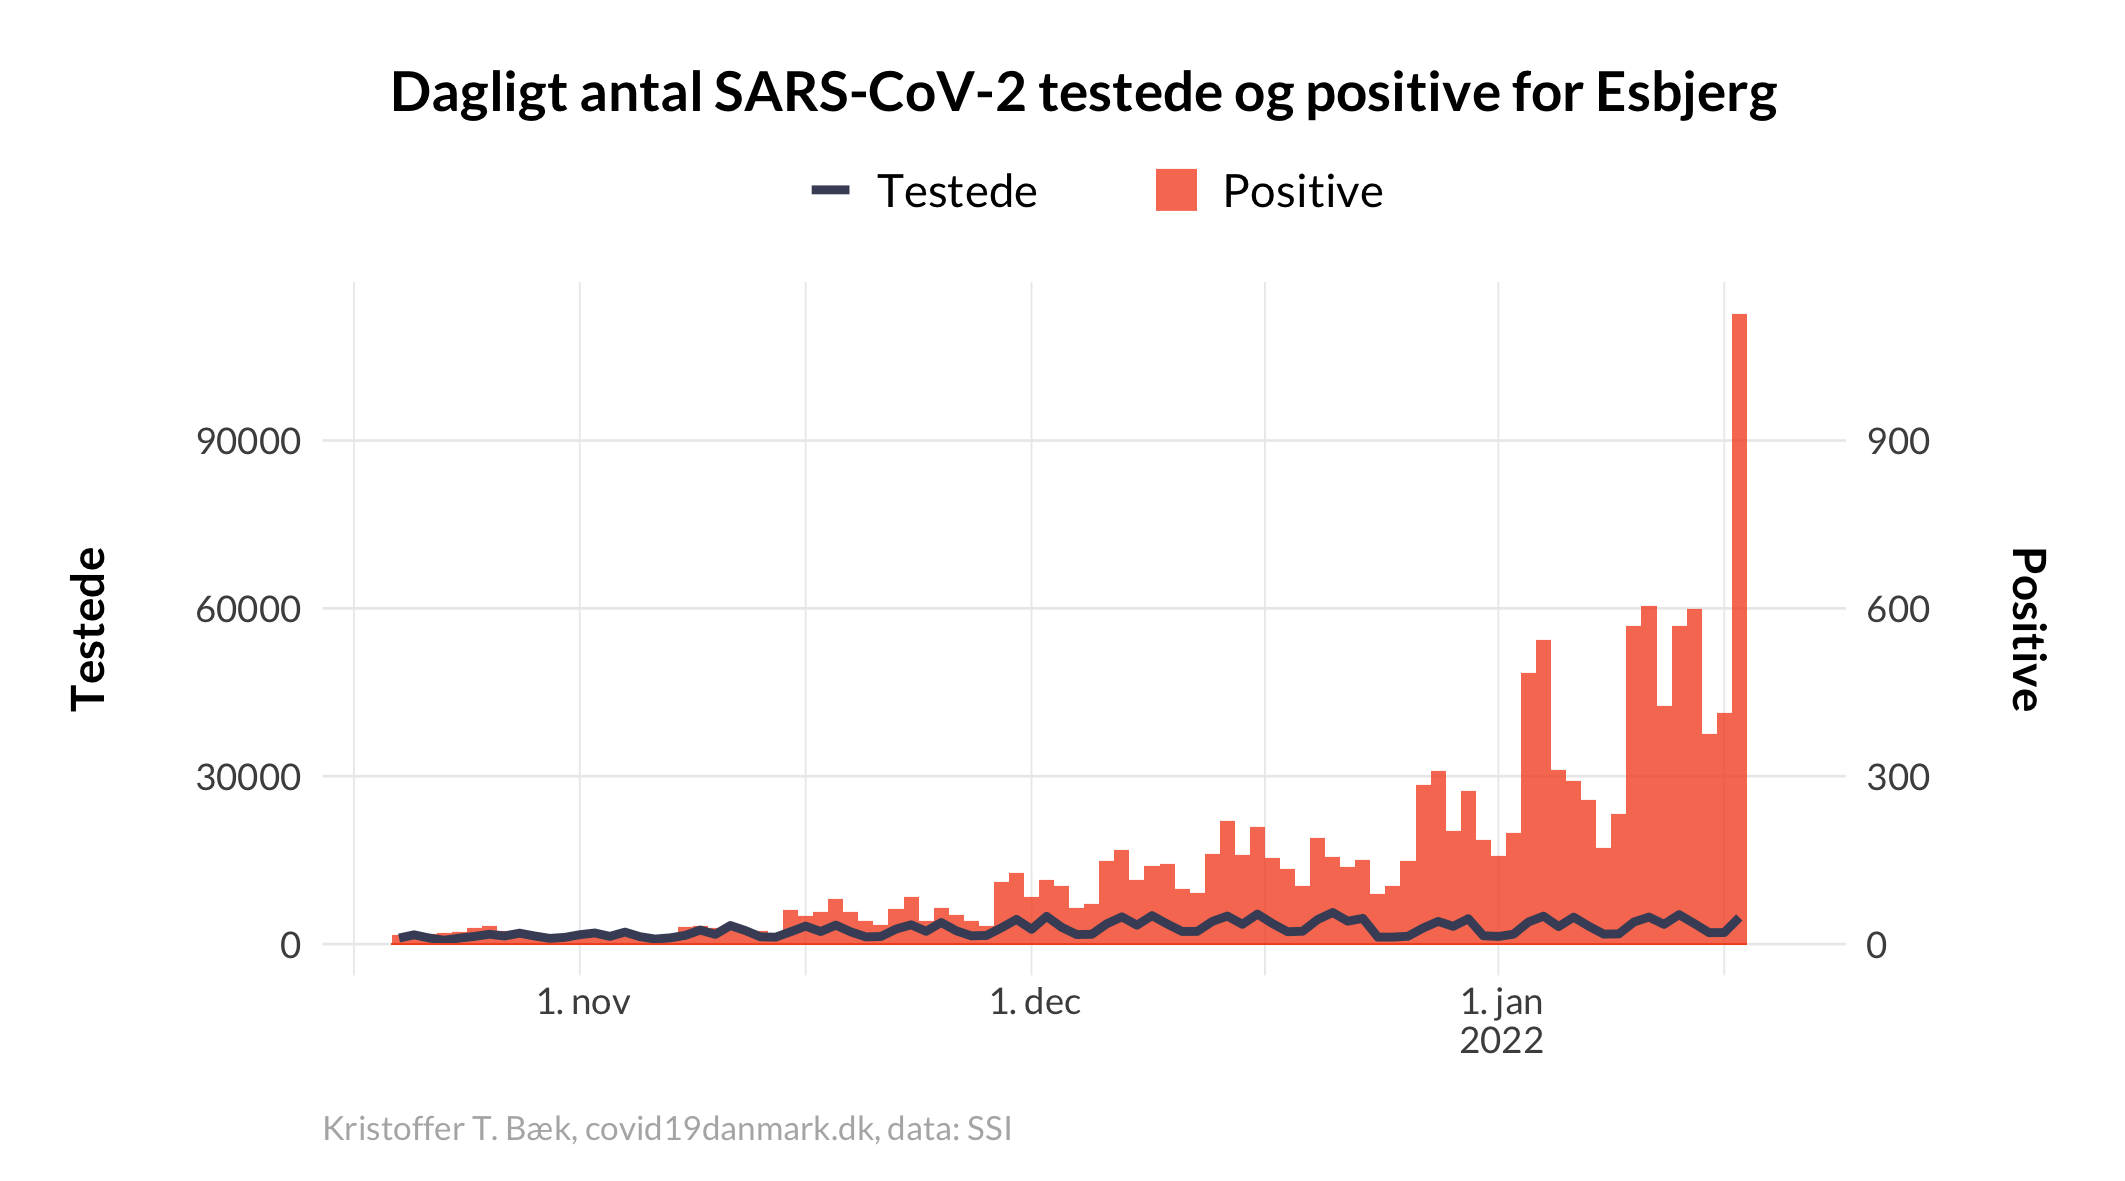 Dagligt antal SARS-CoV-2 testede og positive for Esbjerg
Testede
Positive
90000
60000
30000
0
900
600
300
0
Testede
Positive
1. nov
1. dec
1. jan
2022
Kristoffer T. Bæk, covid19danmark.dk, data: SSI